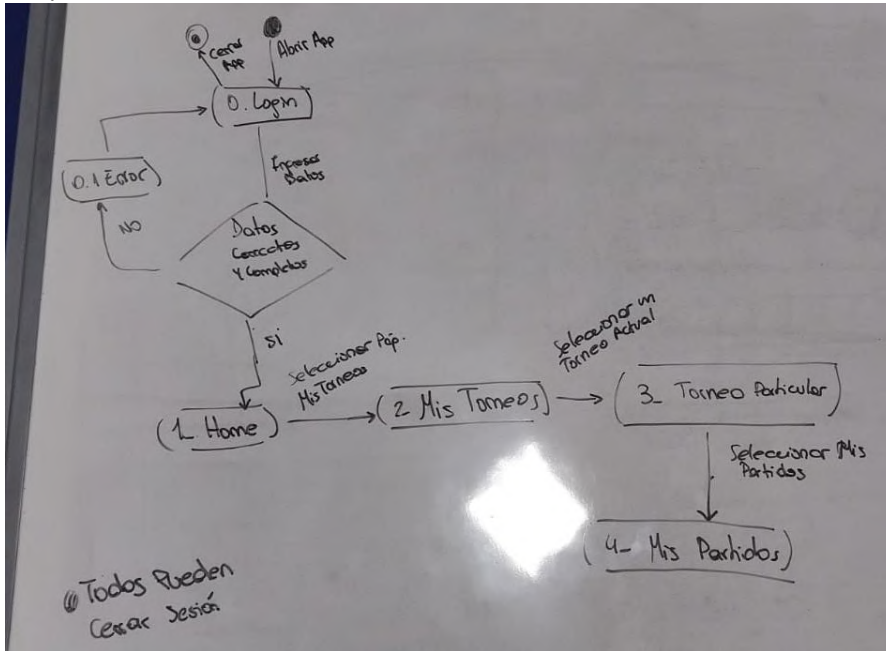 Cerrar
App
Abrir App
0. Login
Ingresar
Datos
0.1 Error
NO
Datos
Correctos
y Completos
SI
Seleccionar Pág.
Mis Torneos
Seleccionar un
Torneo Actual
1_ Home
2 Mis Torneos
3_ Torneo Particular
Seleccionar Mis
Partidos
4_ Mis Partidos
Todos Pueden
Cerrar Sesión